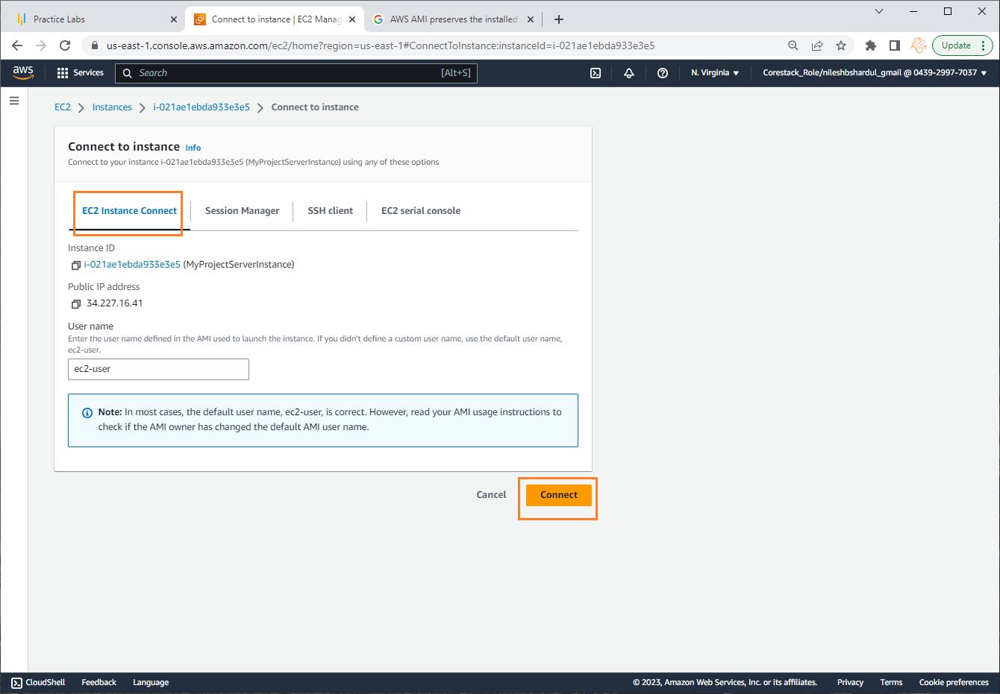 Practice Labs
Connect to instance | EC2 Manag
AWS AMI preserves the installed
us-east-1.console.aws.amazon.com/ec2/home?region=us-east-1#ConnectToInstance:instanceId=i-021ae1ebda933e3e5
Update
aws
Services
Search
[Alt+S]
N. Virginia
Corestack_Role/nileshbshardul_gmail @ 0439-2997-7037
EC2
Instances
i-021ae1ebda933e3e5
Connect to instance
Connect to instance Info
Connect to your instance i-021ae1ebda933e3e5 (MyProjectServerInstance) using any of these options
EC2 Instance Connect
Session Manager
SSH client
EC2 serial console
Instance ID
i-021ae1ebda933e3e5 (MyProjectServerInstance)
Public IP address
34.227.16.41
User name
Enter the user name defined in the AMI used to launch the instance. If you didn't define a custom user name, use the default user name,
ec2-user.
ec2-user
Note: In most cases, the default user name, ec2-user, is correct. However, read your AMI usage instructions to
check if the AMI owner has changed the default AMI user name.
Cancel
Connect
CloudShell
Feedback
Language
© 2023, Amazon Web Services, Inc. or its affiliates.
Privacy
Terms
Cookie preferences